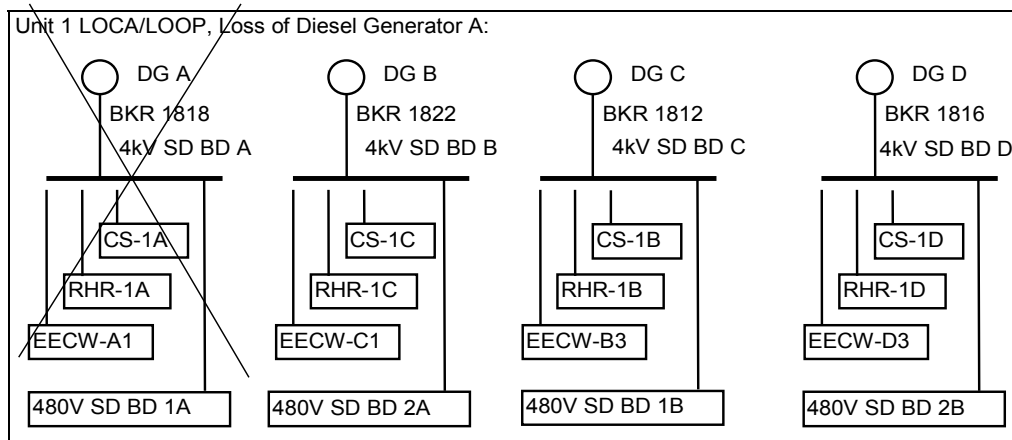 Unit 1 LOCA/LOOP, Loss of Diesel Generator A:
DG A
BKR 1818
4kV SD BD A
CS-1A
RHR-1A
EECW-A1
480V SD BD 1A
DG B
BKR 1822
4kV SD BD B
CS-1C
RHR-1C
EECW-C1
480V SD BD 2A
DG C
BKR 1812
4kV SD BD C
CS-1B
RHR-1B
EECW-B3
480V SD BD 1B
DG D
BKR 1816
4kV SD BD D
CS-1D
RHR-1D
EECW-D3
480V SD BD 2B